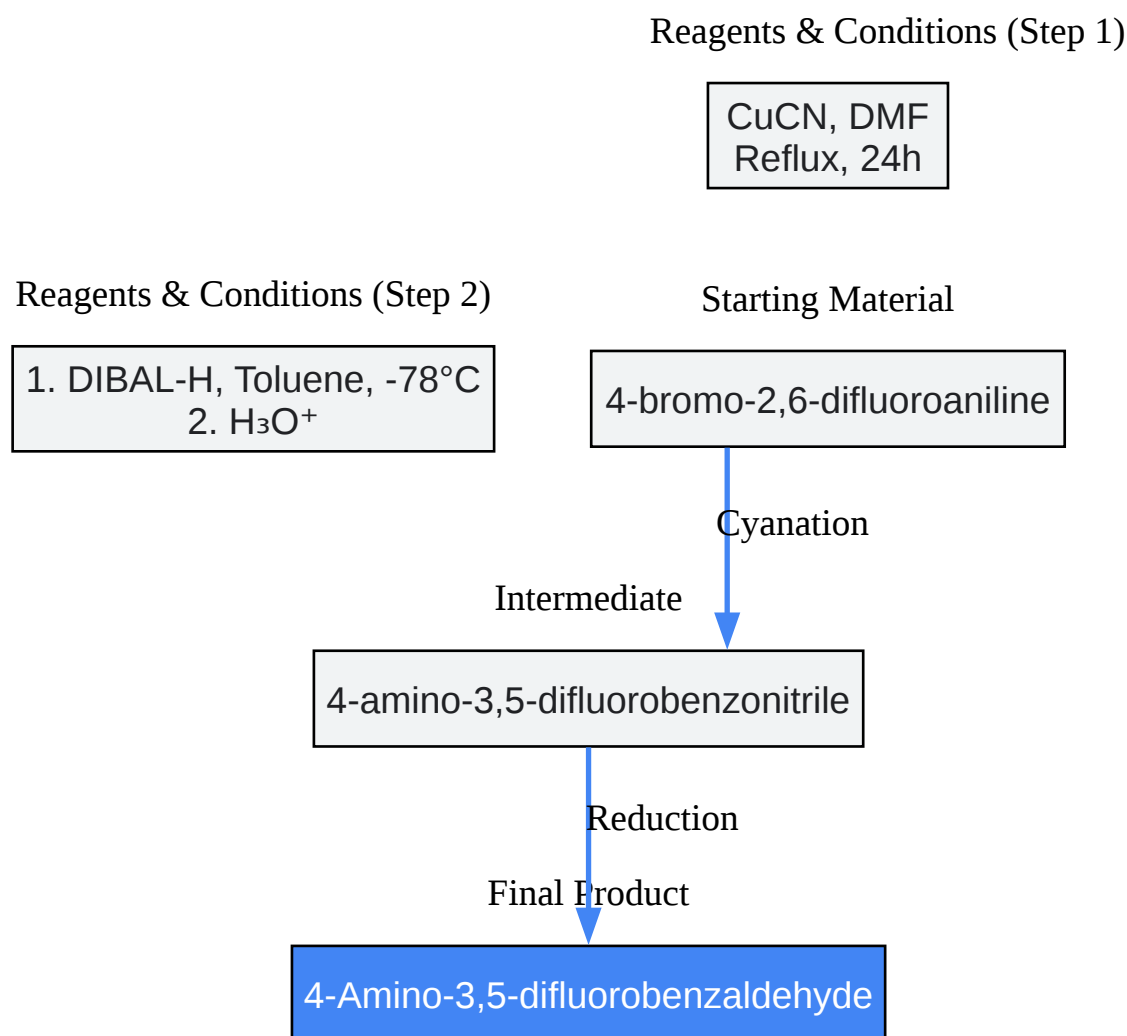 Reagents & Conditions (Step 1)
CuCN, DMF
Reflux, 24h
Reagents & Conditions (Step 2)
1. DIBAL-H, Toluene, -78°C
2. H₃O⁺
Starting Material
4-bromo-2,6-difluoroaniline
Cyanation
Intermediate
4-amino-3,5-difluorobenzonitrile
Reduction
Final Product
4-Amino-3,5-difluorobenzaldehyde